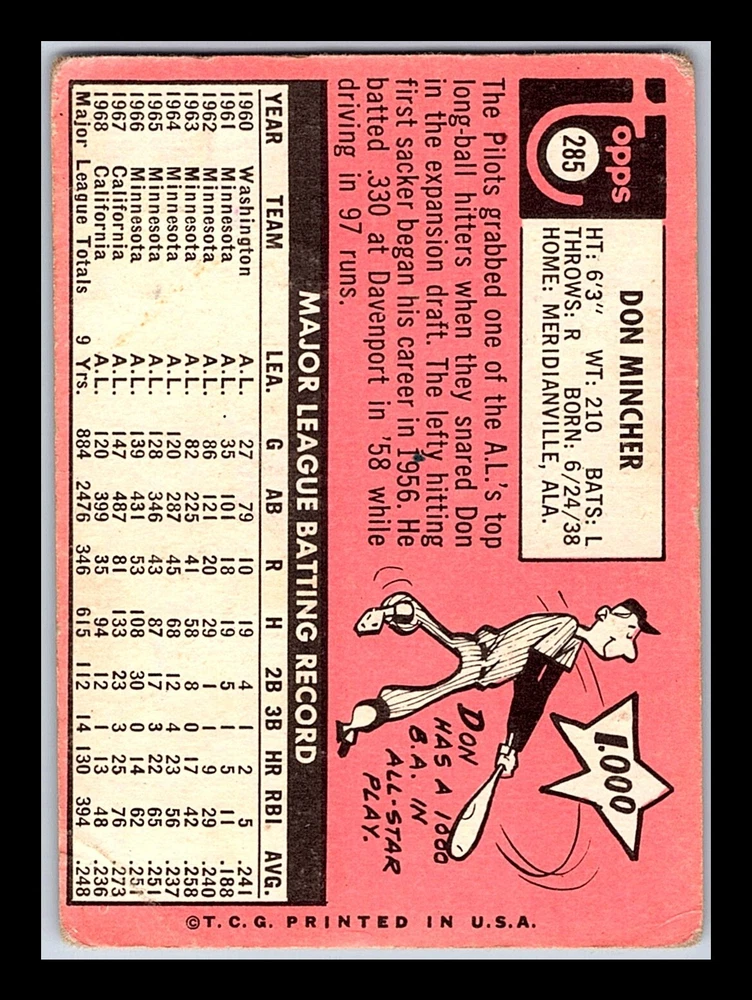 Topps
285
DON MINCHER
HT: 6'3" WT: 210 BATS: L
THROWS: R BORN: 6/24/38
HOME: MERIDIANVILLE, ALA.
The Pilots grabbed one of the A.L.'s top
long-ball hitters when they snared Don
in the expansion draft. The lefty hitting
first sacker began his career in 1956. He
batted .330 at Davenport in '58 while
driving in 97 runs.
1.000
DON
HAS A 1000
B.A. IN
ALL-STAR
PLAY.
MAJOR LEAGUE BATTING RECORD
YEAR TEAM LEA. G AB R H 2B 3B HR RBI AVG.
1960 Washington A.L. 27 79 10 19 4 1 2 5 .241
1961 Minnesota A.L. 35 101 18 19 5 1 5 11 .188
1962 Minnesota A.L. 86 121 20 29 1 1 9 29 .240
1963 Minnesota A.L. 82 225 41 58 8 0 17 42 .258
1964 Minnesota A.L. 120 287 45 68 12 4 23 56 .237
1965 Minnesota A.L. 128 346 43 87 17 3 22 65 .251
1966 Minnesota A.L. 139 431 53 108 30 0 14 62 .251
1967 California A.L. 147 487 81 133 23 3 25 76 .273
1968 California A.L. 120 399 35 94 12 1 13 48 .236
Major League Totals 9 Yrs. 884 2476 346 615 112 14 130 394 .248
©T.C.G. PRINTED IN U.S.A.